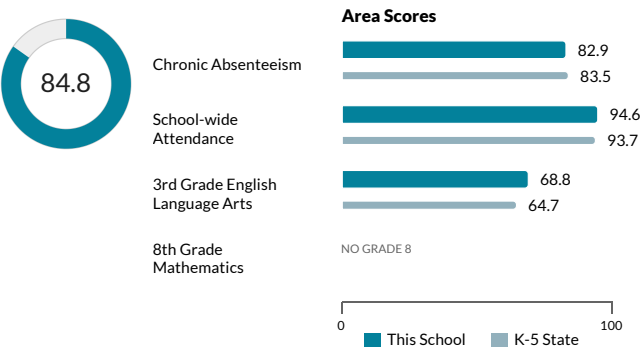 Area Scores
84.8
Chronic Absenteeism
82.9
83.5
School-wide
Attendance
94.6
93.7
3rd Grade English
Language Arts
68.8
64.7
8th Grade
Mathematics
NO GRADE 8
0
100
This School
K-5 State